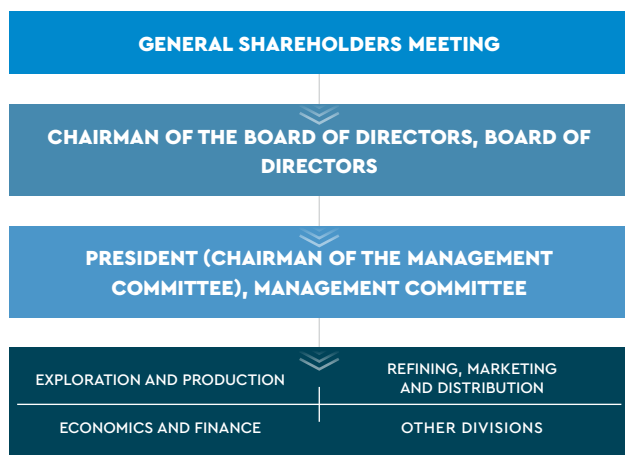 GENERAL SHAREHOLDERS MEETING
CHAIRMAN OF THE BOARD OF DIRECTORS, BOARD OF
DIRECTORS
PRESIDENT (CHAIRMAN OF THE MANAGEMENT
COMMITTEE), MANAGEMENT COMMITTEE
EXPLORATION AND PRODUCTION
REFINING, MARKETING
AND DISTRIBUTION
ECONOMICS AND FINANCE
OTHER DIVISIONS